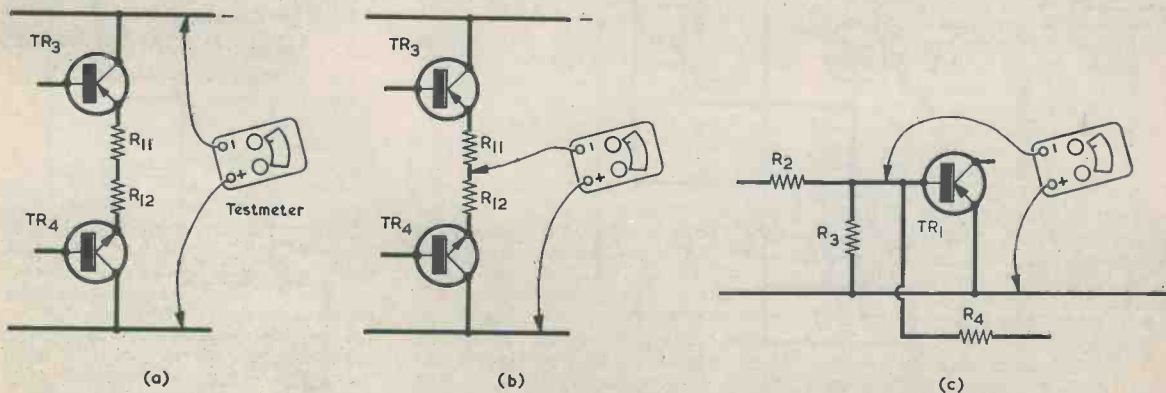 −
TR3
R11
R12
TR4
− +
Testmeter
(a)
−
TR3
R11
R12
TR4
− +
(b)
R2
R3
TR1
R4
− +
(c)